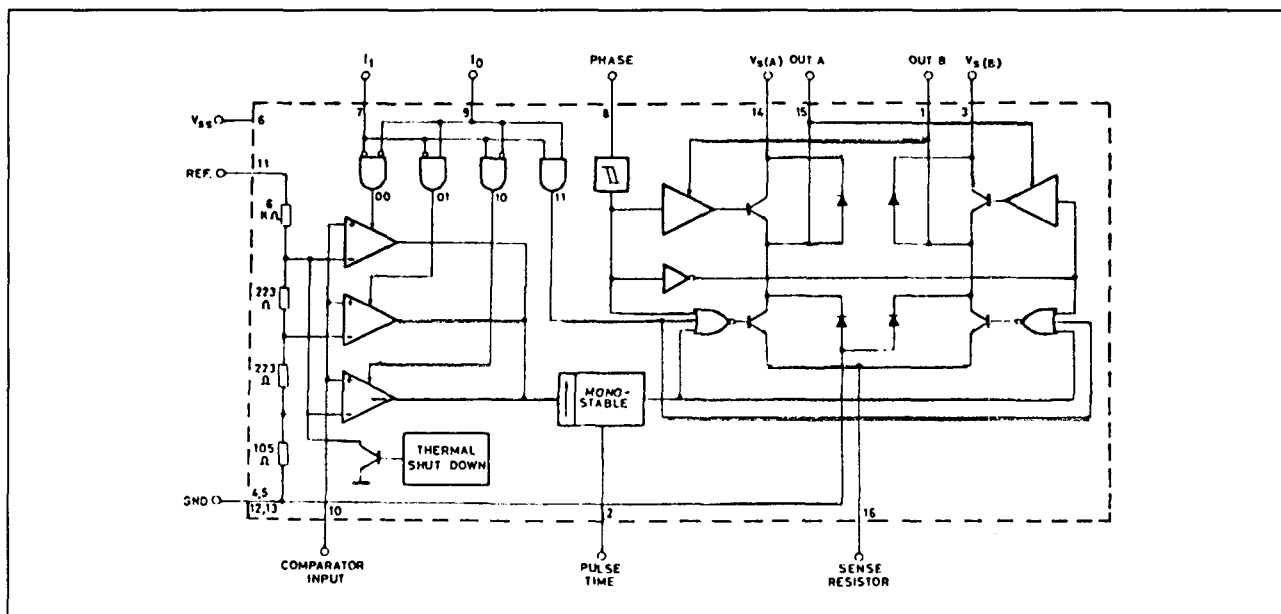 I1
I0
PHASE
Vs(A)
OUT A
OUT B
Vs(B)
7
9
8
14
15
1
3
Vss
6
REF.
11
6
KΩ
00
01
10
11
223
Ω
223
Ω
105
Ω
+
−
+
−
+
−
MONO-
STABLE
THERMAL
SHUT DOWN
GND
4,5
12,13
10
2
16
COMPARATOR
INPUT
PULSE
TIME
SENSE
RESISTOR